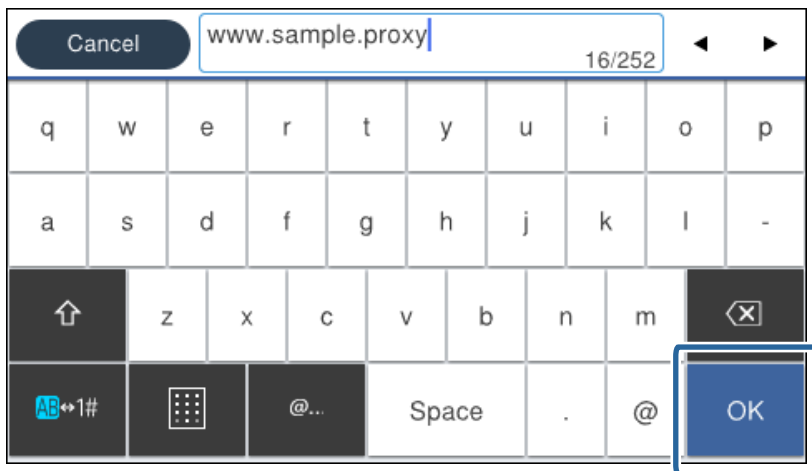 Cancel www.sample.proxy 16/252 ◀ ▶
q w e r t y u i o p
a s d f g h j k l -
z x c v b n m
AB↔1# @... Space . @ OK